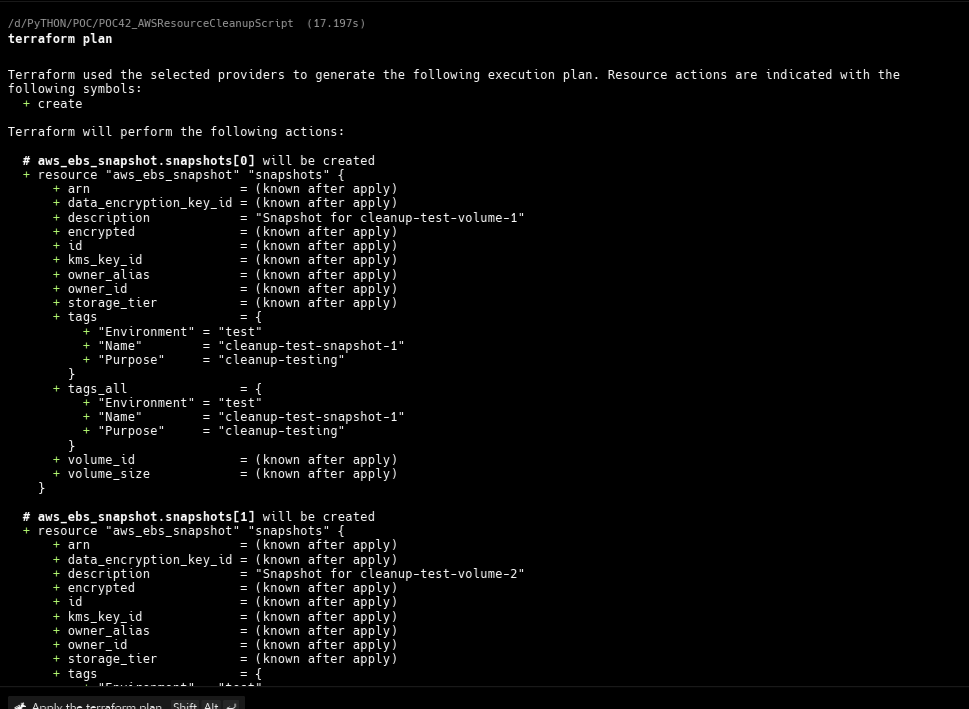 /d/PyTHON/POC/POC42_AWSResourceCleanupScript (17.197s)
terraform plan
Terraform used the selected providers to generate the following execution plan. Resource actions are indicated with the
following symbols:
+ create
Terraform will perform the following actions:
# aws_ebs_snapshot.snapshots[0] will be created
+ resource "aws_ebs_snapshot" "snapshots" {
+ arn = (known after apply)
+ data_encryption_key_id = (known after apply)
+ description = "Snapshot for cleanup-test-volume-1"
+ encrypted = (known after apply)
+ id = (known after apply)
+ kms_key_id = (known after apply)
+ owner_alias = (known after apply)
+ owner_id = (known after apply)
+ storage_tier = (known after apply)
+ tags = {
+ "Environment" = "test"
+ "Name" = "cleanup-test-snapshot-1"
+ "Purpose" = "cleanup-testing"
}
+ tags_all = {
+ "Environment" = "test"
+ "Name" = "cleanup-test-snapshot-1"
+ "Purpose" = "cleanup-testing"
}
+ volume_id = (known after apply)
+ volume_size = (known after apply)
}
# aws_ebs_snapshot.snapshots[1] will be created
+ resource "aws_ebs_snapshot" "snapshots" {
+ arn = (known after apply)
+ data_encryption_key_id = (known after apply)
+ description = "Snapshot for cleanup-test-volume-2"
+ encrypted = (known after apply)
+ id = (known after apply)
+ kms_key_id = (known after apply)
+ owner_alias = (known after apply)
+ owner_id = (known after apply)
+ storage_tier = (known after apply)
+ tags = {
+ "Environment" = "test"
Apply the terraform plan Shift Alt ⏎